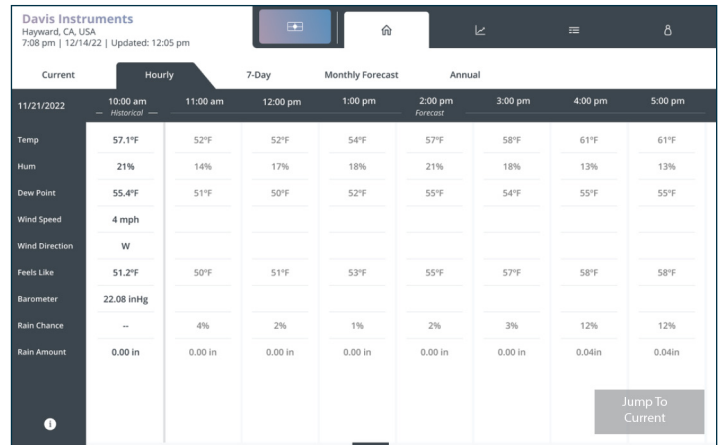 Davis Instruments
Hayward, CA, USA
7:08 pm | 12/14/22 | Updated: 12:05 pm
Current Hourly 7-Day Monthly Forecast Annual
11/21/2022 10:00 am 11:00 am 12:00 pm 1:00 pm 2:00 pm 3:00 pm 4:00 pm 5:00 pm
Historical Forecast
Temp 57.1°F 52°F 52°F 54°F 57°F 58°F 61°F 61°F
Hum 21% 14% 17% 18% 21% 18% 13% 13%
Dew Point 55.4°F 51°F 50°F 52°F 55°F 54°F 55°F 55°F
Wind Speed 4 mph
Wind Direction W
Feels Like 51.2°F 50°F 51°F 53°F 55°F 57°F 58°F 58°F
Barometer 22.08 inHg
Rain Chance -- 4% 2% 1% 2% 3% 12% 12%
Rain Amount 0.00 in 0.00 in 0.00 in 0.00 in 0.00 in 0.00 in 0.04in 0.04in
Jump To
Current